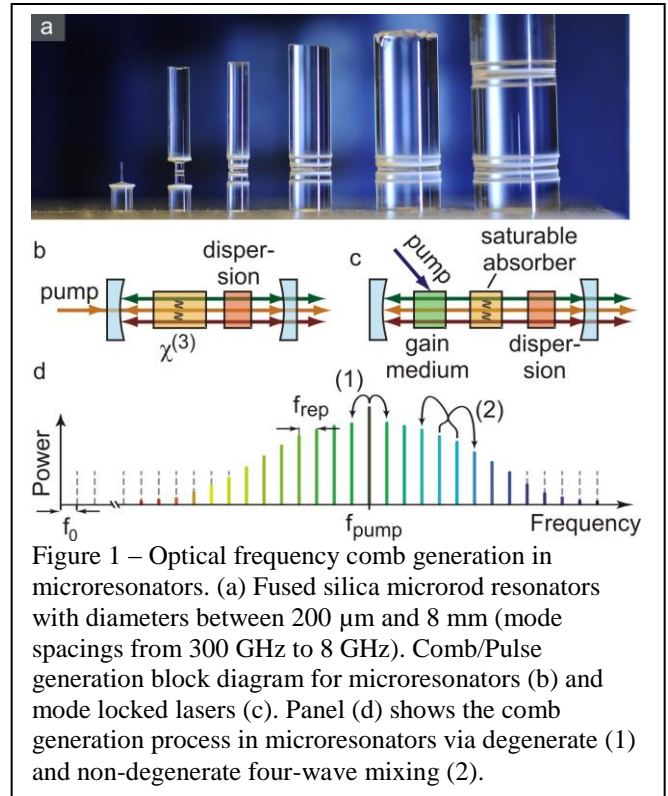 a
b
c
pump
disper-
sion
χ(3)
pump
saturable
absorber
gain
medium
disper-
sion
d
(1)
(2)
frep
Power
f0
fpump
Frequency
Figure 1 – Optical frequency comb generation in
microresonators. (a) Fused silica microrod resonators
with diameters between 200 µm and 8 mm (mode
spacings from 300 GHz to 8 GHz). Comb/Pulse
generation block diagram for microresonators (b) and
mode locked lasers (c). Panel (d) shows the comb
generation process in microresonators via degenerate (1)
and non-degenerate four-wave mixing (2).